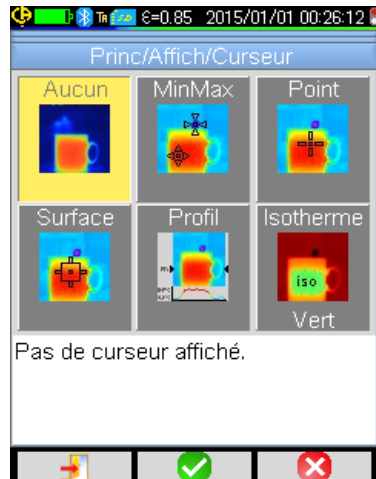 ε=0.85 2015/01/01 00:26:12
Princ/Affich/Curseur
Aucun MinMax Point
Surface Profil Isotherme
iso
Vert
Pas de curseur affiché.